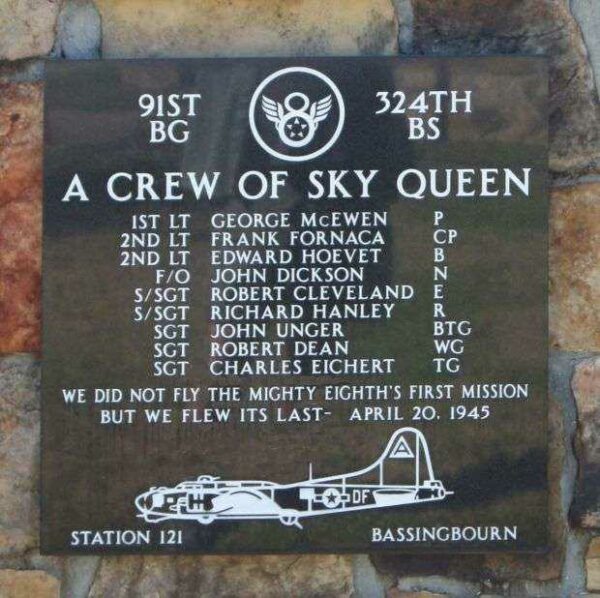 91ST 324TH
BG BS
A CREW OF SKY QUEEN
1ST LT GEORGE McEWEN P
2ND LT FRANK FORNACA CP
2ND LT EDWARD HOEVET B
F/O JOHN DICKSON N
S/SGT ROBERT CLEVELAND E
S/SGT RICHARD HANLEY R
SGT JOHN UNGER BTG
SGT ROBERT DEAN WG
SGT CHARLES EICHERT TG
WE DID NOT FLY THE MIGHTY EIGHTH'S FIRST MISSION
BUT WE FLEW ITS LAST- APRIL 20, 1945
A
DF
STATION 121 BASSINGBOURN